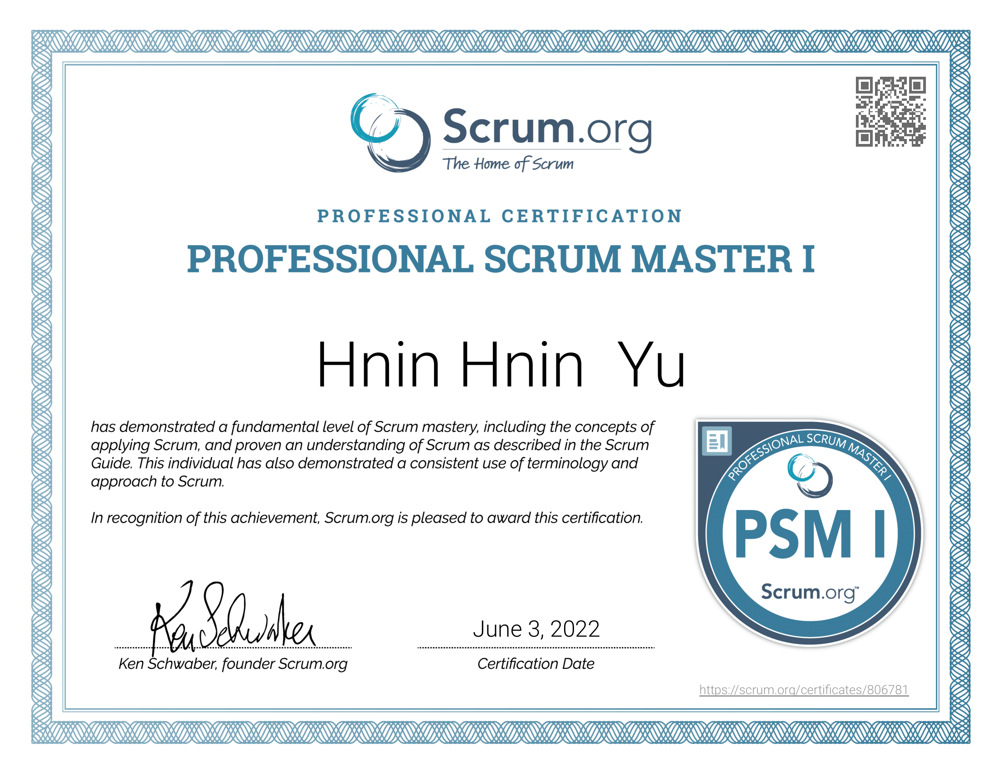 Scrum.org
The Home of Scrum
PROFESSIONAL CERTIFICATION
PROFESSIONAL SCRUM MASTER I
Hnin Hnin Yu
has demonstrated a fundamental level of Scrum mastery, including the concepts of
applying Scrum, and proven an understanding of Scrum as described in the Scrum
Guide. This individual has also demonstrated a consistent use of terminology and
approach to Scrum.
In recognition of this achievement, Scrum.org is pleased to award this certification.
PROFESSIONAL SCRUM MASTER I
PSM I
Scrum.org™
Ken Schwaber
June 3, 2022
Ken Schwaber, founder Scrum.org
Certification Date
https://scrum.org/certificates/806781